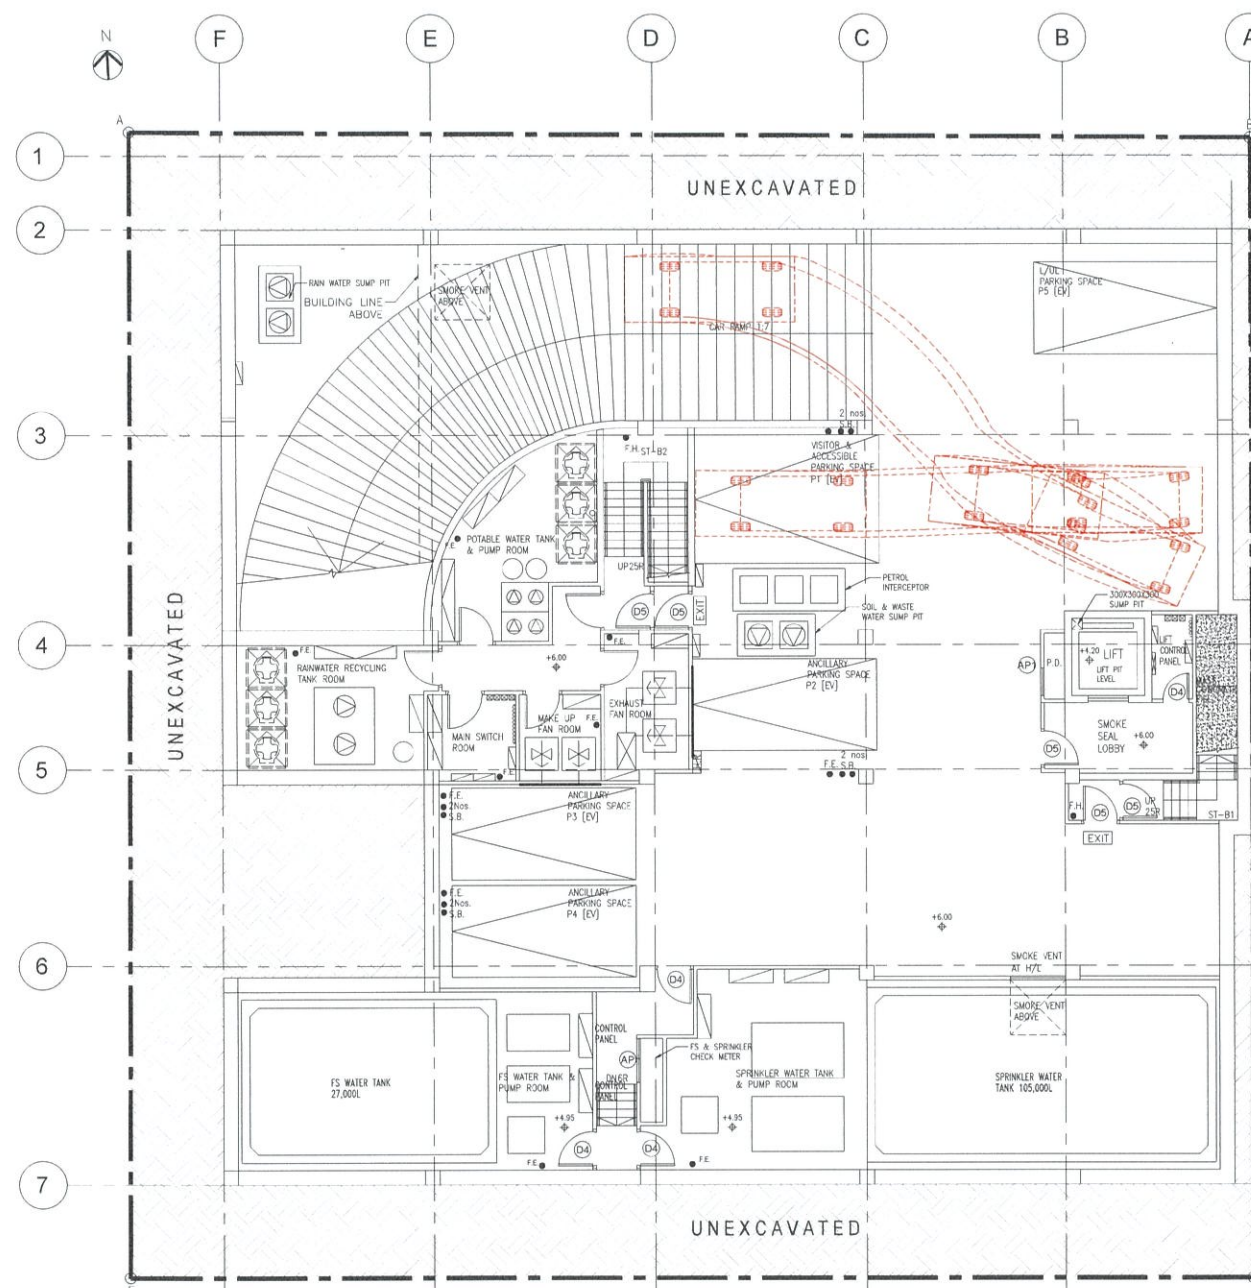 N
F
E
D
C
B
A
A
1
UNEXCAVATED
2
RAIN WATER SUMP PIT
BUILDING LINE
ABOVE
SMOKE VENT
ABOVE
CAR RAMP 1:7
L/UL
PARKING SPACE
P5 [EV]
3
F.H.
ST-B2
2 nos.
S.B.
VISITOR &
ACCESSIBLE
PARKING SPACE
P1 [EV]
F.E.
POTABLE WATER TANK
& PUMP ROOM
UP25R
D5
D5
EXIT
PETROL
INTERCEPTOR
SOIL & WASTE
WATER SUMP PIT
300X300X300
SUMP PIT
UNEXCAVATED
4
F.E.
RAINWATER RECYCLING
TANK ROOM
+6.00
F.E.
ANCILLARY
PARKING SPACE
P2 [EV]
AP1
P.D.
+4.20
LIFT
LIFT PIT
LEVEL
LIFT
CONTROL
PANEL
D4
MAIN SWITCH
ROOM
MAKE UP
FAN ROOM
F.E.
EXHAUST
FAN ROOM
SMOKE
SEAL
LOBBY
+6.00
D5
5
F.E.
2 nos.
F.E. S.B.
F.E.
2Nos.
S.B.
ANCILLARY
PARKING SPACE
P3 [EV]
F.H.
D5
D5
UP
25R
ST-B1
EXIT
F.E.
2Nos.
S.B.
ANCILLARY
PARKING SPACE
P4 [EV]
+6.00
6
D4
SMOKE VENT
AT H/L
SMOKE VENT
ABOVE
CONTROL
PANEL
FS & SPRINKLER
CHECK METER
AP1
FS WATER TANK
27,000L
FS WATER TANK &
PUMP ROOM
DN6R
CONTROL
PANEL
SPRINKLER WATER TANK
& PUMP ROOM
SPRINKLER WATER
TANK 105,000L
+4.95
+4.95
D4
D4
F.E.
F.E.
7
UNEXCAVATED